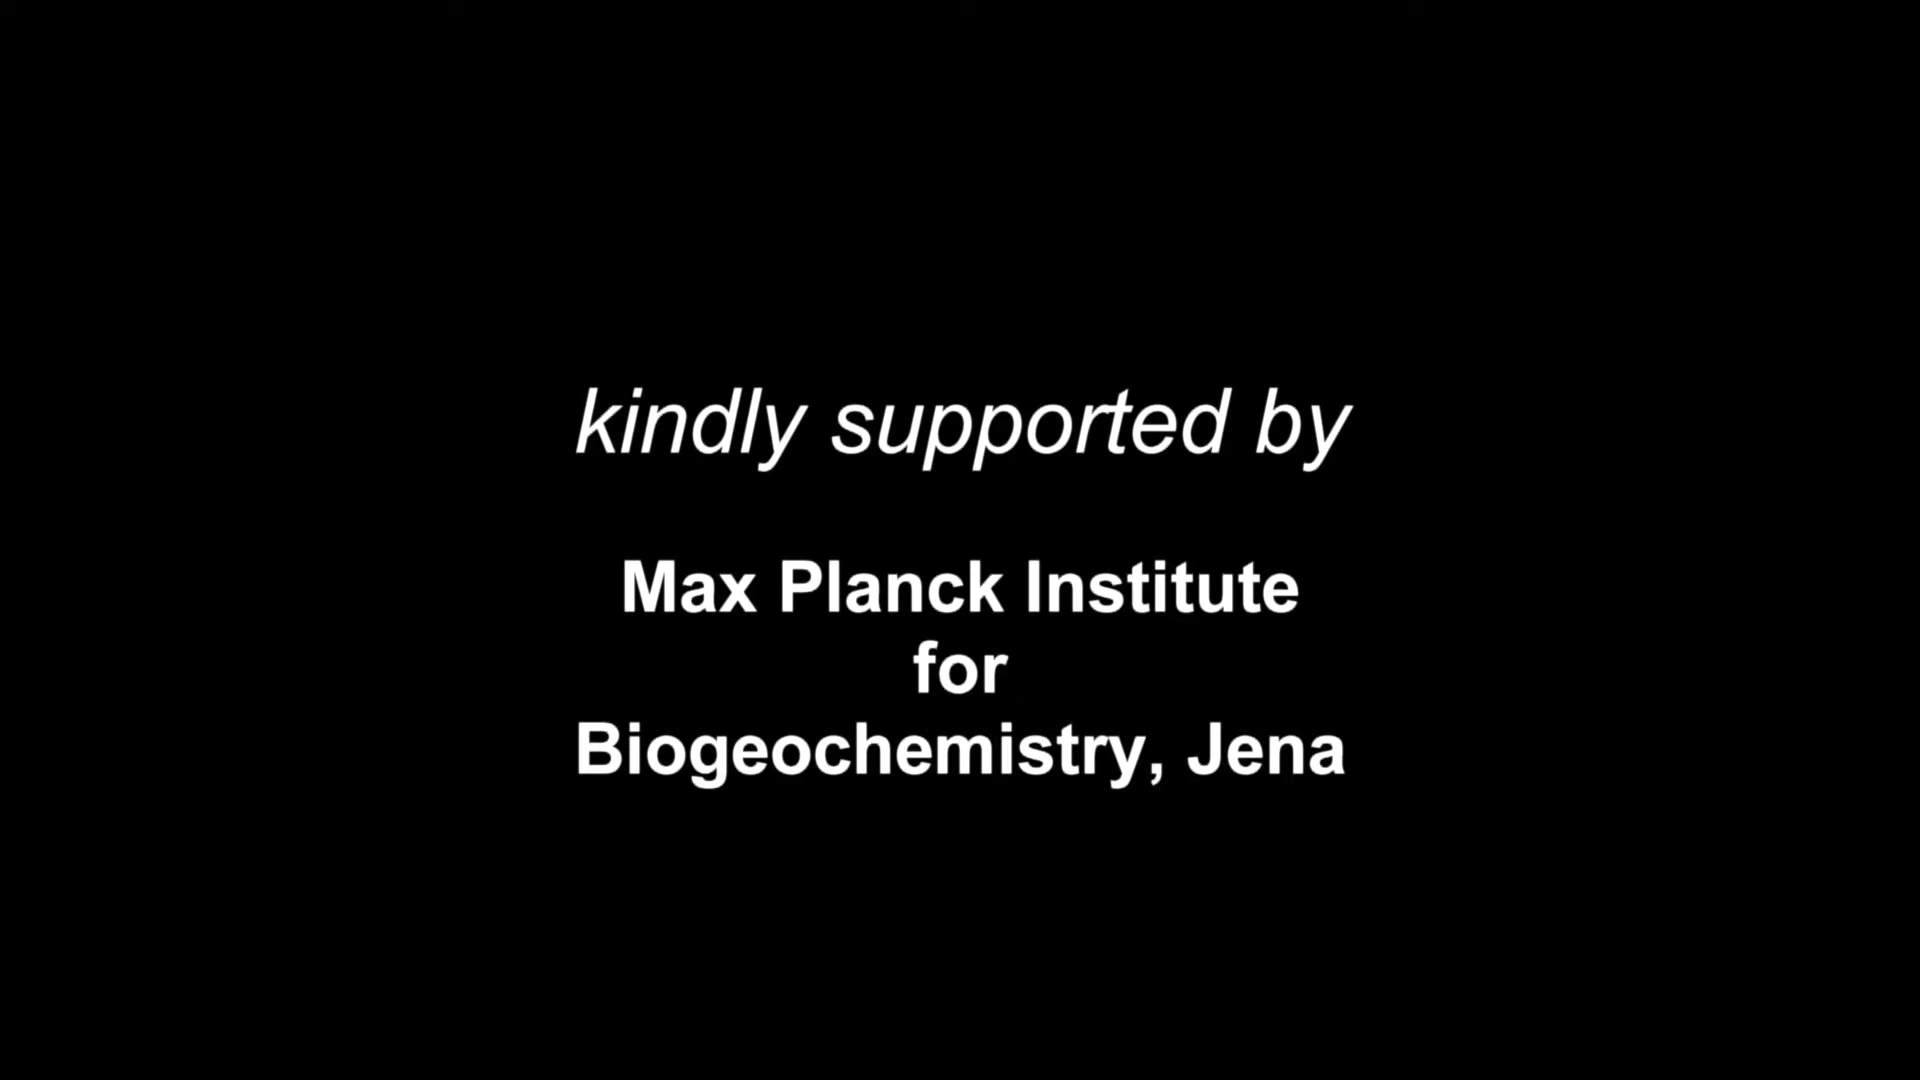 kindly supported by
Max Planck Institute
for
Biogeochemistry, Jena